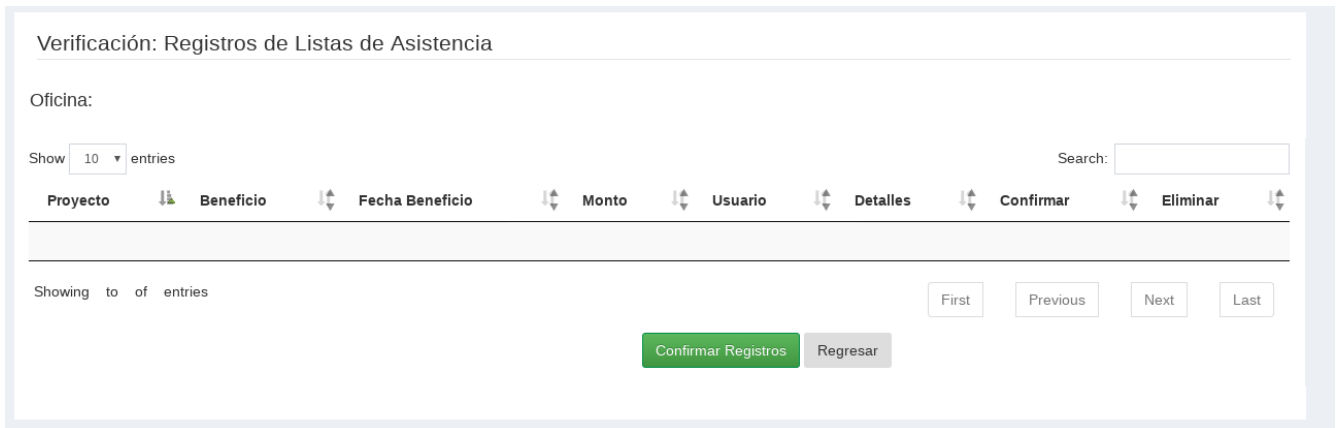 Verificación: Registros de Listas de Asistencia
Oficina:
Show 10 entries Search:
Proyecto Beneficio Fecha Beneficio Monto Usuario Detalles Confirmar Eliminar
Showing to of entries First Previous Next Last
Confirmar Registros Regresar